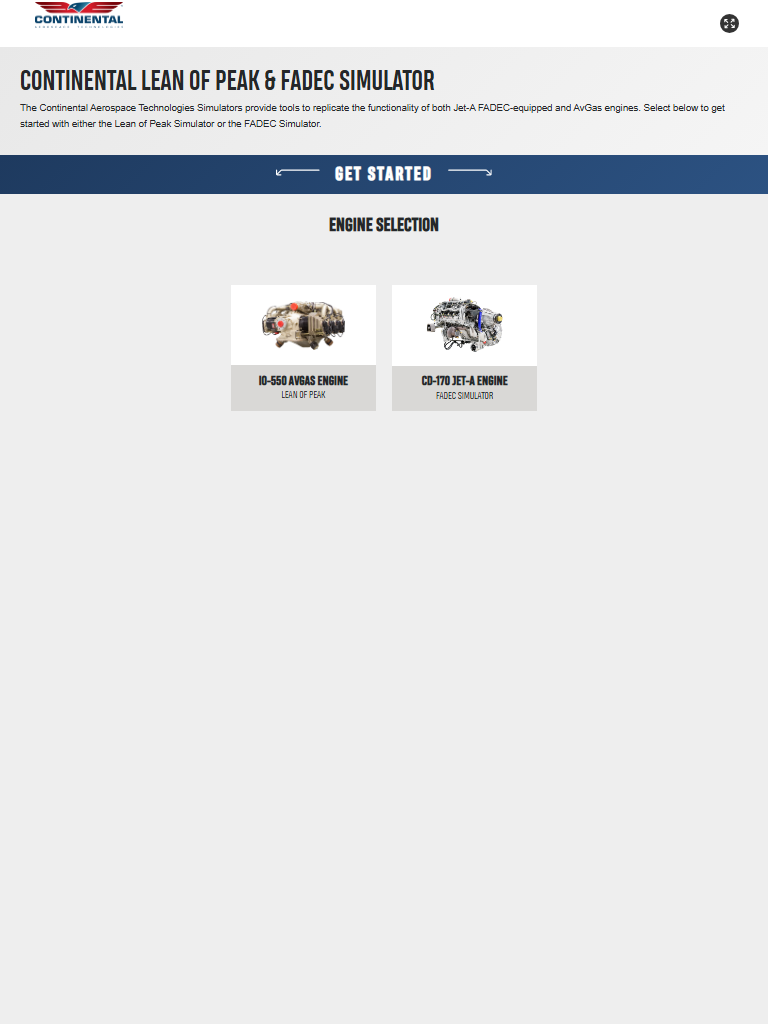 CONTINENTAL
AEROSPACE TECHNOLOGIES
CONTINENTAL LEAN OF PEAK & FADEC SIMULATOR
The Continental Aerospace Technologies Simulators provide tools to replicate the functionality of both Jet-A FADEC-equipped and AvGas engines. Select below to get
started with either the Lean of Peak Simulator or the FADEC Simulator.
GET STARTED
ENGINE SELECTION
IO-550 AVGAS ENGINE
LEAN OF PEAK
CD-170 JET-A ENGINE
FADEC SIMULATOR